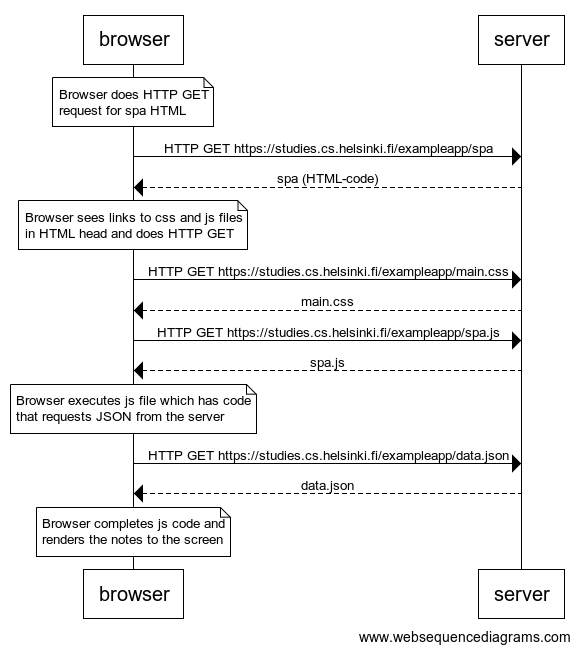 browser
server
Browser does HTTP GET
request for spa HTML
HTTP GET https://studies.cs.helsinki.fi/exampleapp/spa
spa (HTML-code)
Browser sees links to css and js files
in HTML head and does HTTP GET
HTTP GET https://studies.cs.helsinki.fi/exampleapp/main.css
main.css
HTTP GET https://studies.cs.helsinki.fi/exampleapp/spa.js
spa.js
Browser executes js file which has code
that requests JSON from the server
HTTP GET https://studies.cs.helsinki.fi/exampleapp/data.json
data.json
Browser completes js code and
renders the notes to the screen
browser
server
www.websequencediagrams.com